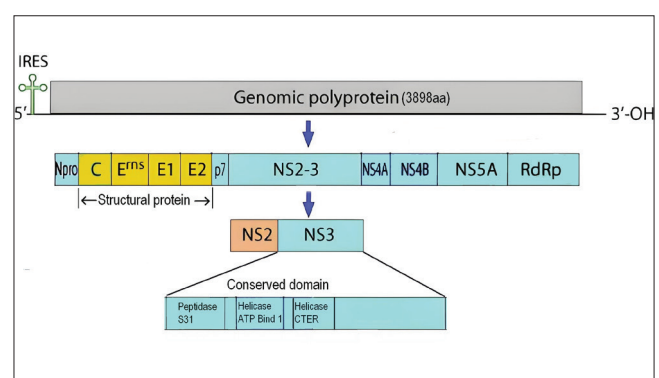 IRES
Genomic polyprotein (3898aa)
5′ 3′-OH
Npro C Erns E1 E2 p7 NS2-3 NS4A NS4B NS5A RdRp
←Structural protein→
NS2 NS3
Conserved domain
Peptidase Helicase Helicase
S31 ATP Bind 1 CTER